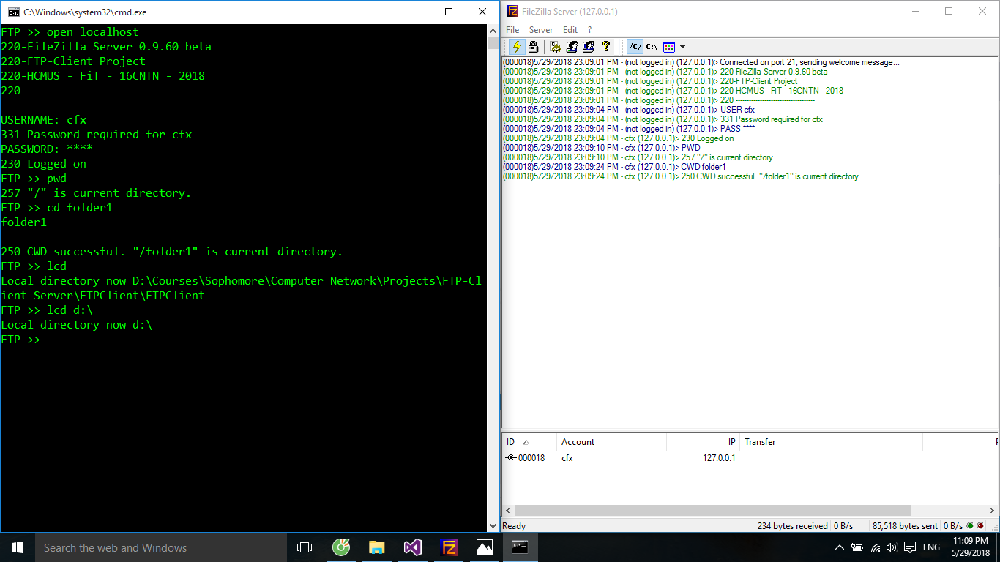 C:\Windows\system32\cmd.exe
FTP >> open localhost
220-FileZilla Server 0.9.60 beta
220-FTP-Client Project
220-HCMUS - FiT - 16CNTN - 2018
220 ------------------------------------
USERNAME: cfx
331 Password required for cfx
PASSWORD: ****
230 Logged on
FTP >> pwd
257 "/" is current directory.
FTP >> cd folder1
folder1
250 CWD successful. "/folder1" is current directory.
FTP >> lcd
Local directory now D:\Courses\Sophomore\Computer Network\Projects\FTP-Cl
ient-Server\FTPClient\FTPClient
FTP >> lcd d:\
Local directory now d:\
FTP >>
FileZilla Server (127.0.0.1)
File Server Edit ?
/C/ C:\
(000018)5/29/2018 23:09:01 PM - (not logged in) (127.0.0.1)> Connected on port 21, sending welcome message...
(000018)5/29/2018 23:09:01 PM - (not logged in) (127.0.0.1)> 220-FileZilla Server 0.9.60 beta
(000018)5/29/2018 23:09:01 PM - (not logged in) (127.0.0.1)> 220-FTP-Client Project
(000018)5/29/2018 23:09:01 PM - (not logged in) (127.0.0.1)> 220-HCMUS - FiT - 16CNTN - 2018
(000018)5/29/2018 23:09:01 PM - (not logged in) (127.0.0.1)> 220 ------------------------------------
(000018)5/29/2018 23:09:04 PM - (not logged in) (127.0.0.1)> USER cfx
(000018)5/29/2018 23:09:04 PM - (not logged in) (127.0.0.1)> 331 Password required for cfx
(000018)5/29/2018 23:09:04 PM - (not logged in) (127.0.0.1)> PASS ****
(000018)5/29/2018 23:09:04 PM - cfx (127.0.0.1)> 230 Logged on
(000018)5/29/2018 23:09:10 PM - cfx (127.0.0.1)> PWD
(000018)5/29/2018 23:09:10 PM - cfx (127.0.0.1)> 257 "/" is current directory.
(000018)5/29/2018 23:09:24 PM - cfx (127.0.0.1)> CWD folder1
(000018)5/29/2018 23:09:24 PM - cfx (127.0.0.1)> 250 CWD successful. "/folder1" is current directory.
ID Account IP Transfer
000018 cfx 127.0.0.1
Ready 234 bytes received 0 B/s 85,518 bytes sent 0 B/s
Search the web and Windows
ENG
11:09 PM
5/29/2018